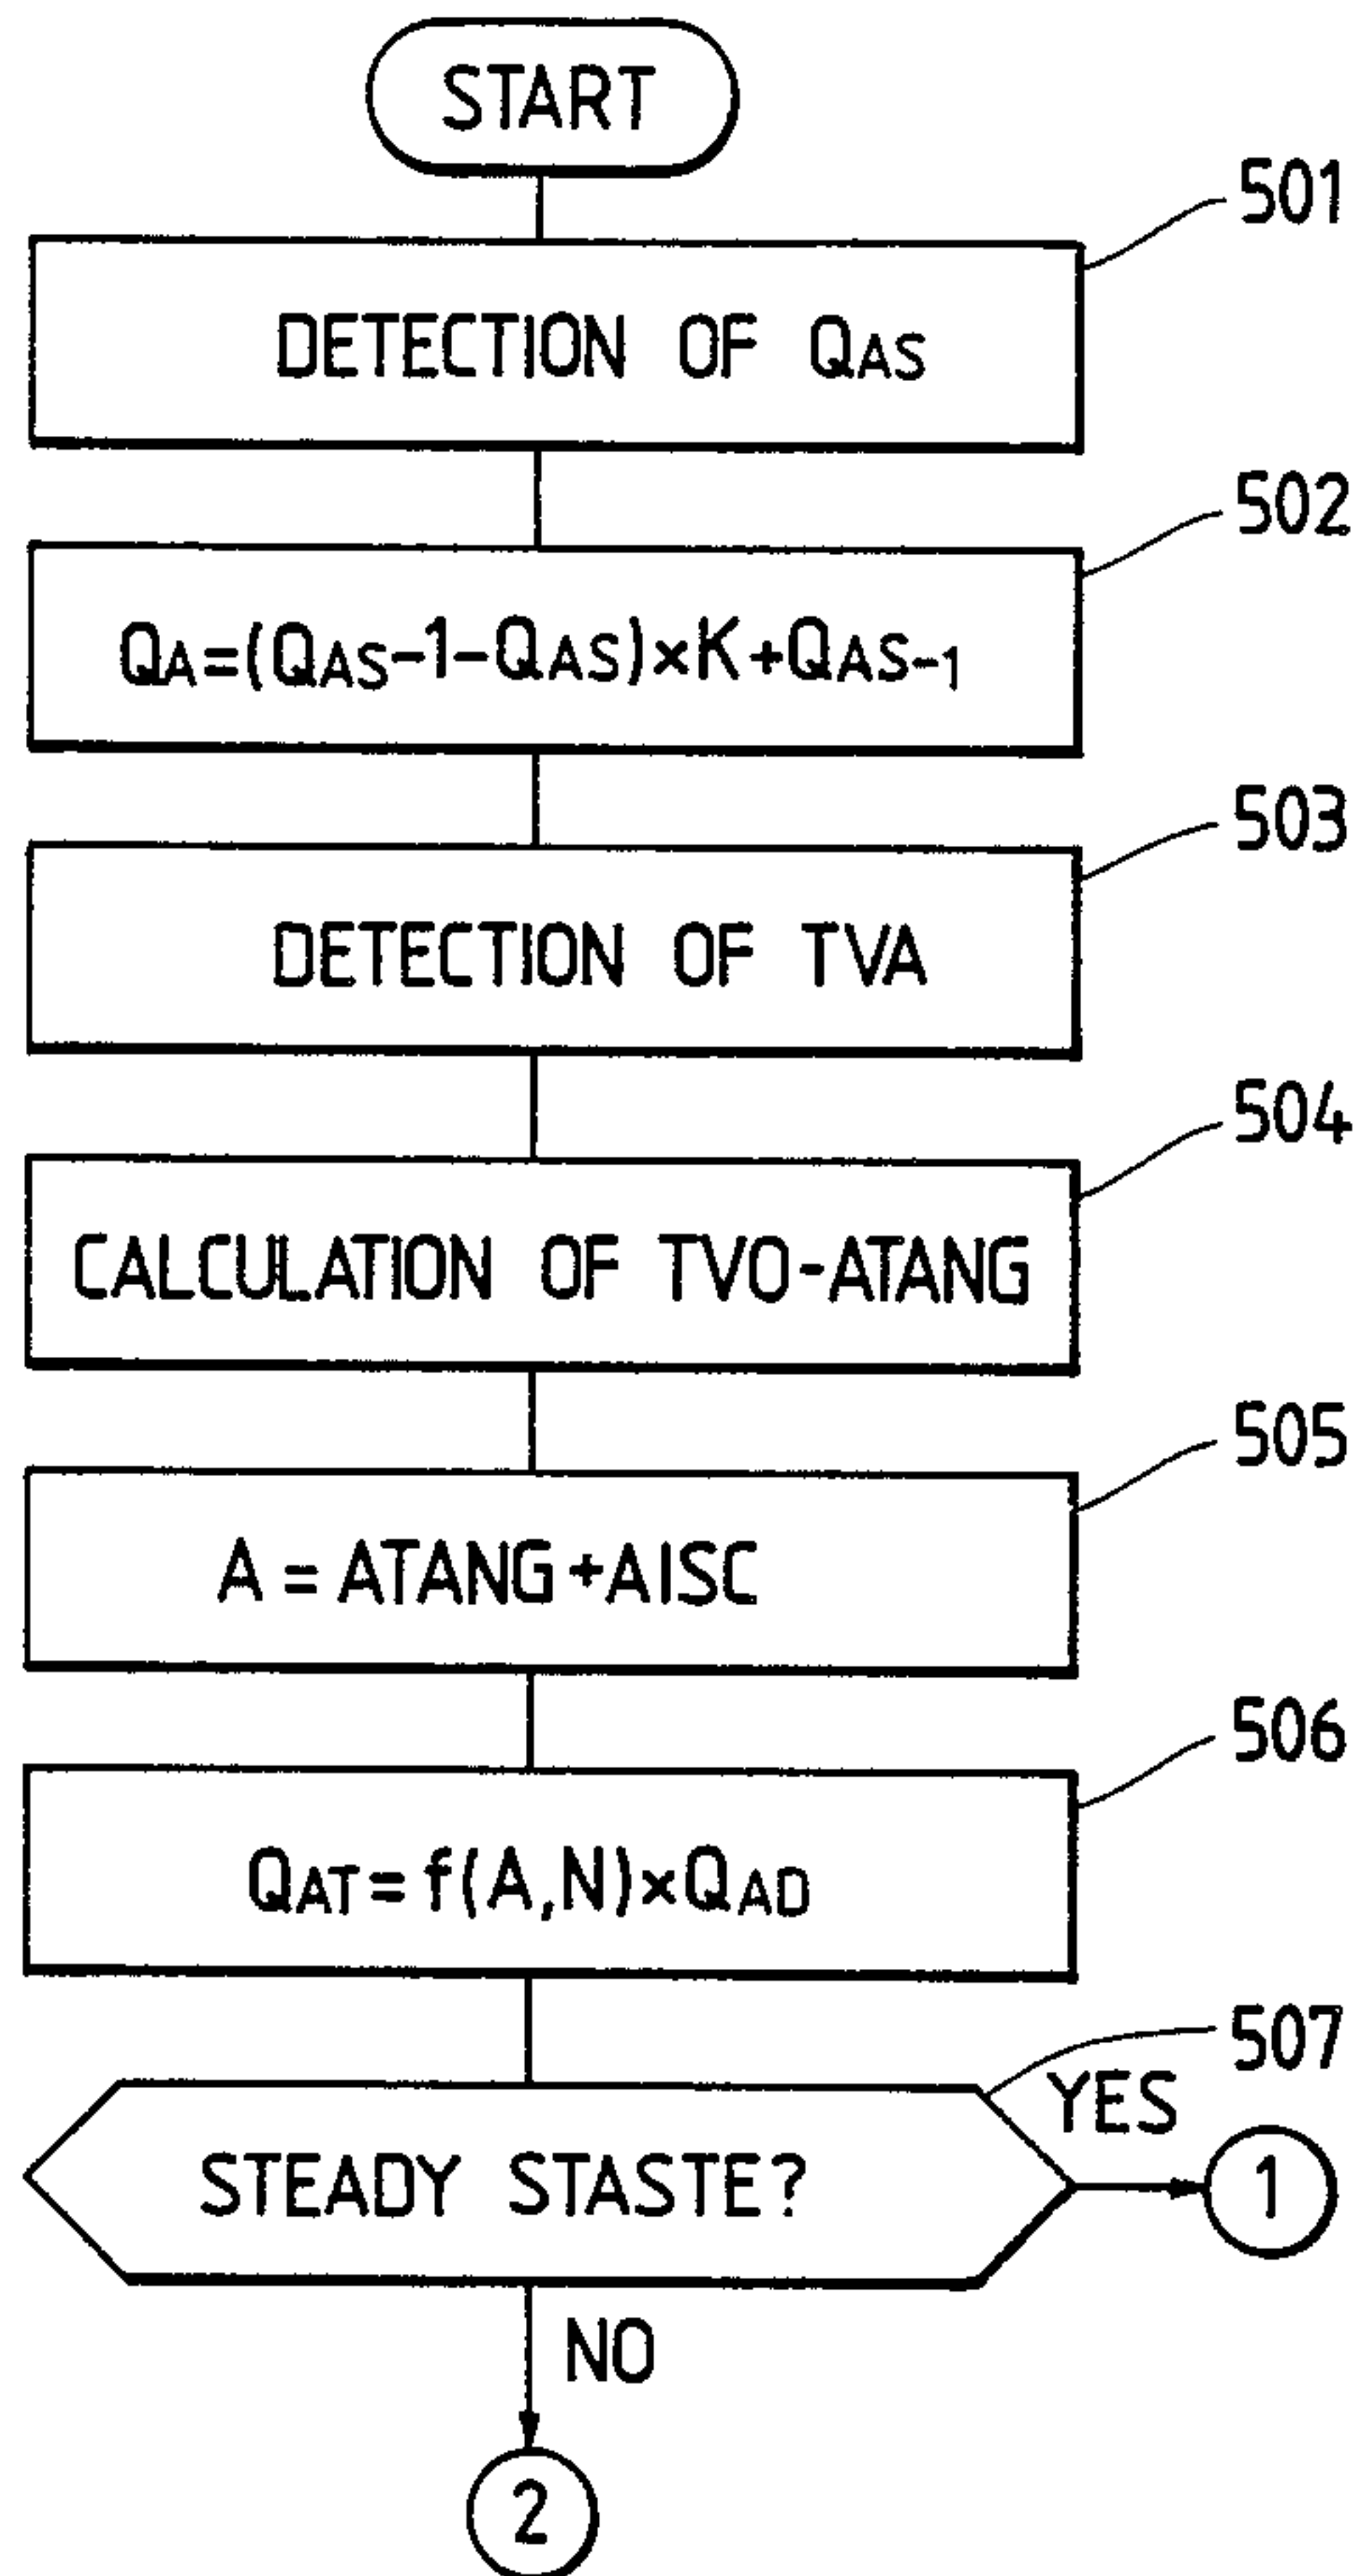 START
501
DETECTION OF QAS
502
QA=(QAS-1-QAS)×K+QAS-1
503
DETECTION OF TVA
504
CALCULATION OF TVO-ATANG
505
A=ATANG+AISC
506
QAT=f(A,N)×QAD
507
YES
STEADY STASTE?
1
NO
2